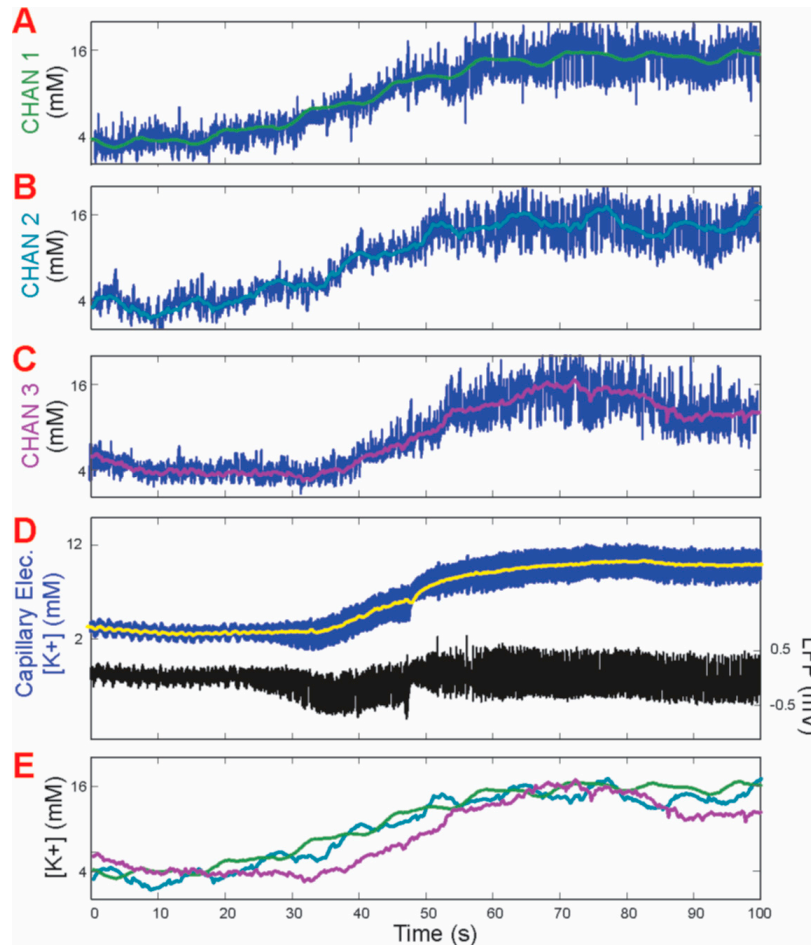 A
CHAN 1
(mM)
16
4
B
CHAN 2
(mM)
16
4
C
CHAN 3
(mM)
16
4
D
Capillary Elec.
[K+] (mM)
12
2
0.5
-0.5
LFP (mV)
E
[K+] (mM)
16
4
0 10 20 30 40 50 60 70 80 90 100
Time (s)